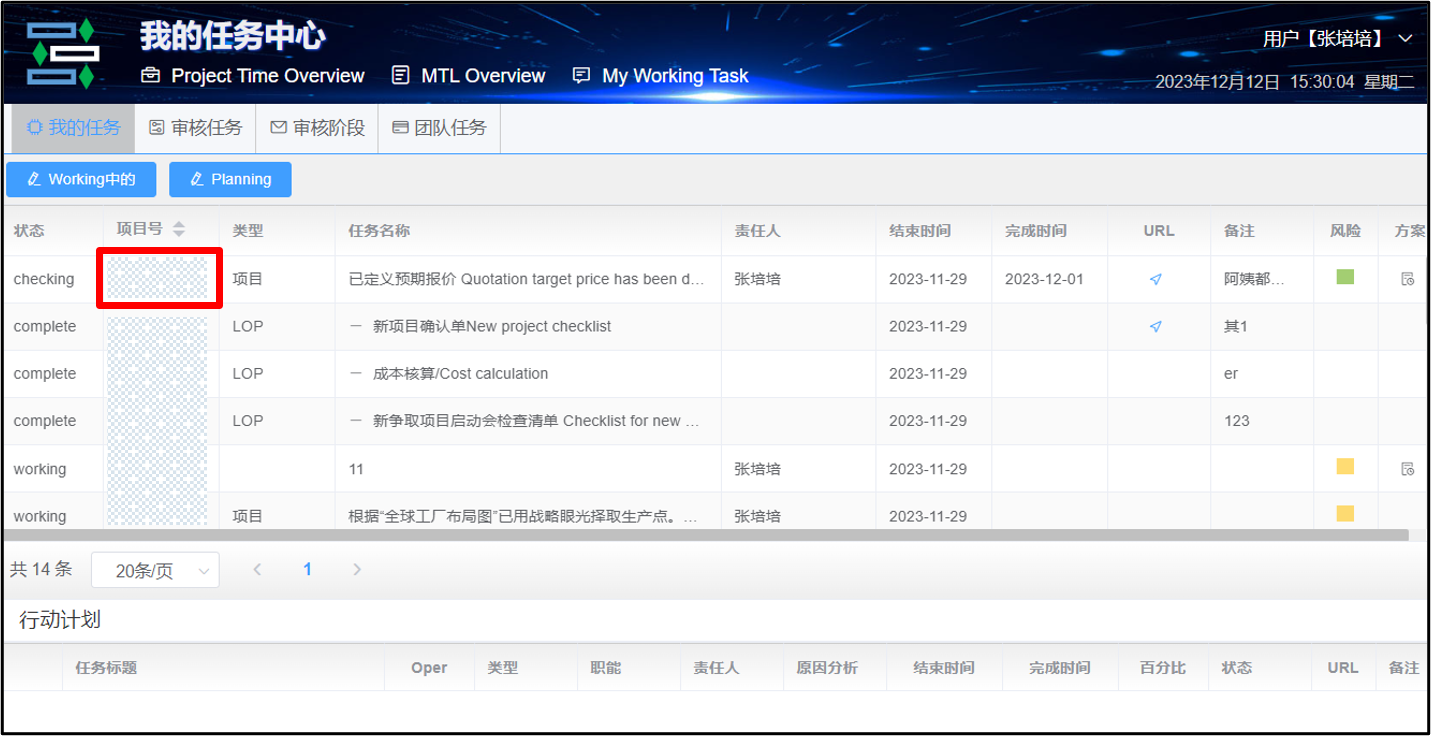 我的任务中心
用户【张培培】
Project Time Overview MTL Overview My Working Task
2023年12月12日 15:30:04 星期二
我的任务 审核任务 审核阶段 团队任务
Working中的 Planning
状态 项目号 类型 任务名称 责任人 结束时间 完成时间 URL 备注 风险 方案
checking 项目 已定义预期报价 Quotation target price has been d... 张培培 2023-11-29 2023-12-01 阿姨都...
complete LOP 一 新项目确认单New project checklist 2023-11-29 其1
complete LOP 一 成本核算/Cost calculation 2023-11-29 er
complete LOP 一 新争取项目启动会检查清单 Checklist for new ... 2023-11-29 123
working 11 张培培 2023-11-29
working 项目 根据“全球工厂布局图”已用战略眼光择取生产点。... 张培培 2023-11-29
共 14 条 20条/页 1
行动计划
任务标题 Oper 类型 职能 责任人 原因分析 结束时间 完成时间 百分比 状态 URL 备注